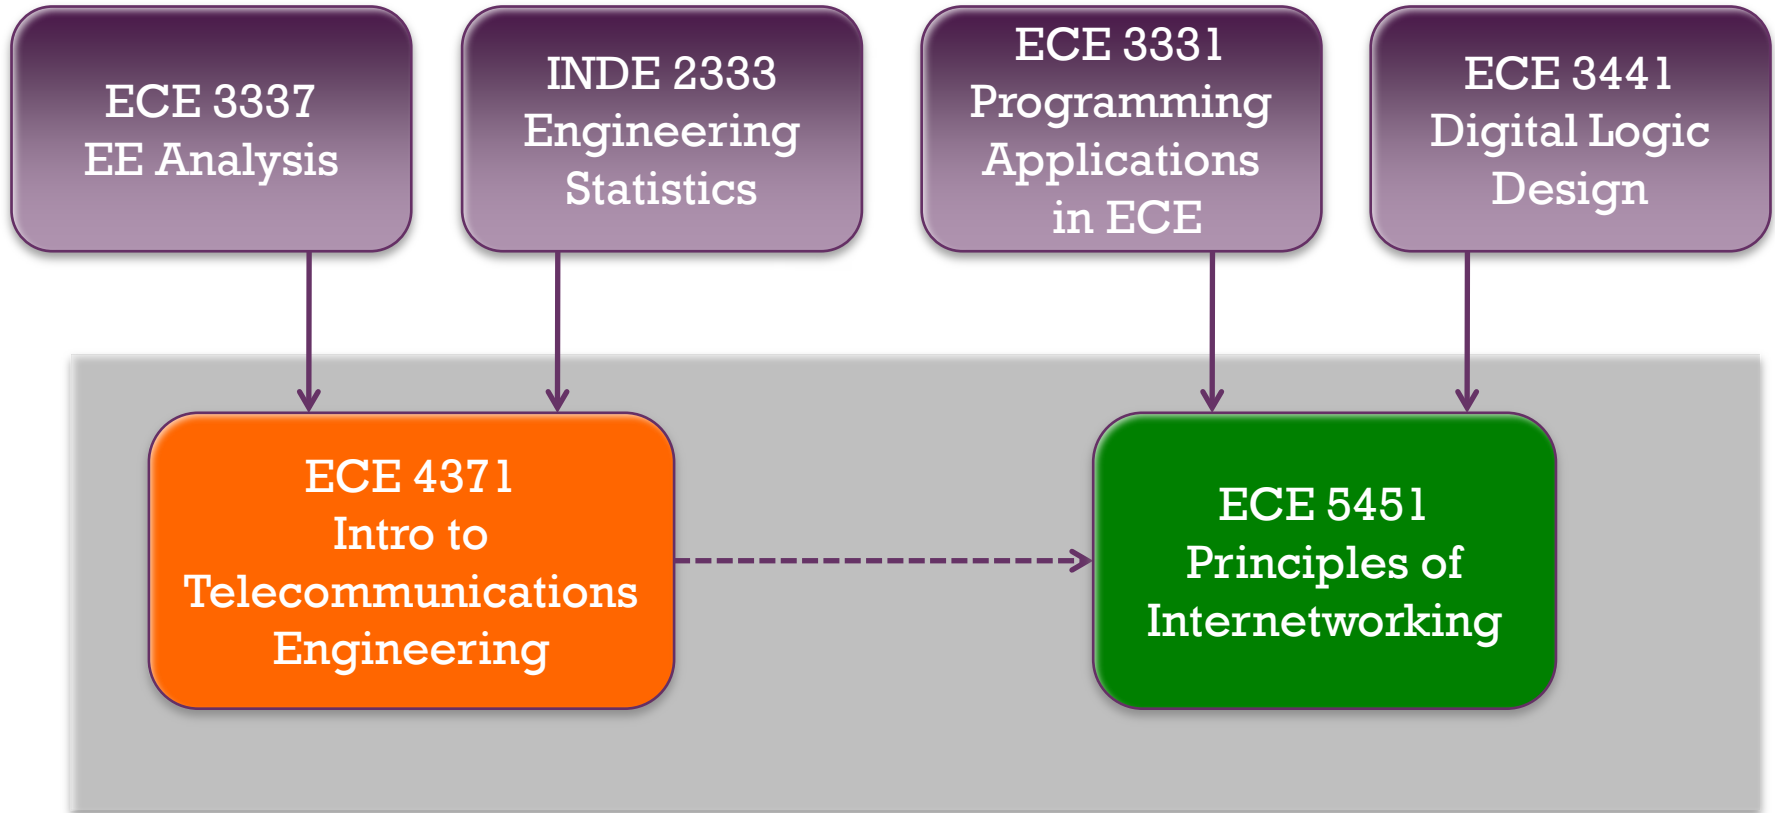 ECE 3337
EE Analysis
INDE 2333
Engineering
Statistics
ECE 3331
Programming
Applications
in ECE
ECE 3441
Digital Logic
Design
ECE 4371
Intro to
Telecommunications
Engineering
ECE 5451
Principles of
Internetworking